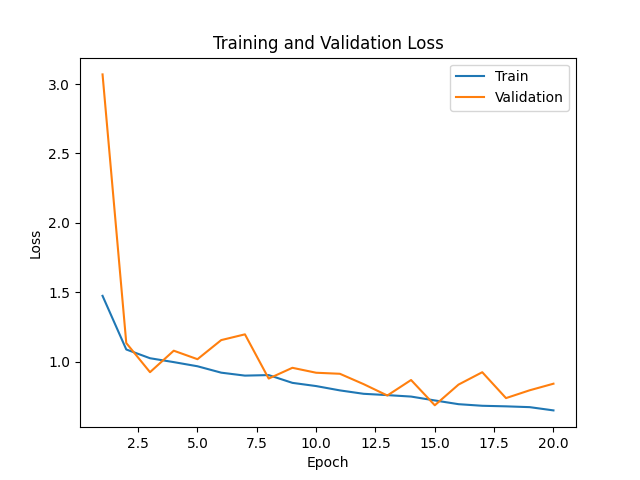 Training and Validation Loss
Train
Validation
3.0
2.5
2.0
1.5
1.0
Loss
2.5 5.0 7.5 10.0 12.5 15.0 17.5 20.0
Epoch